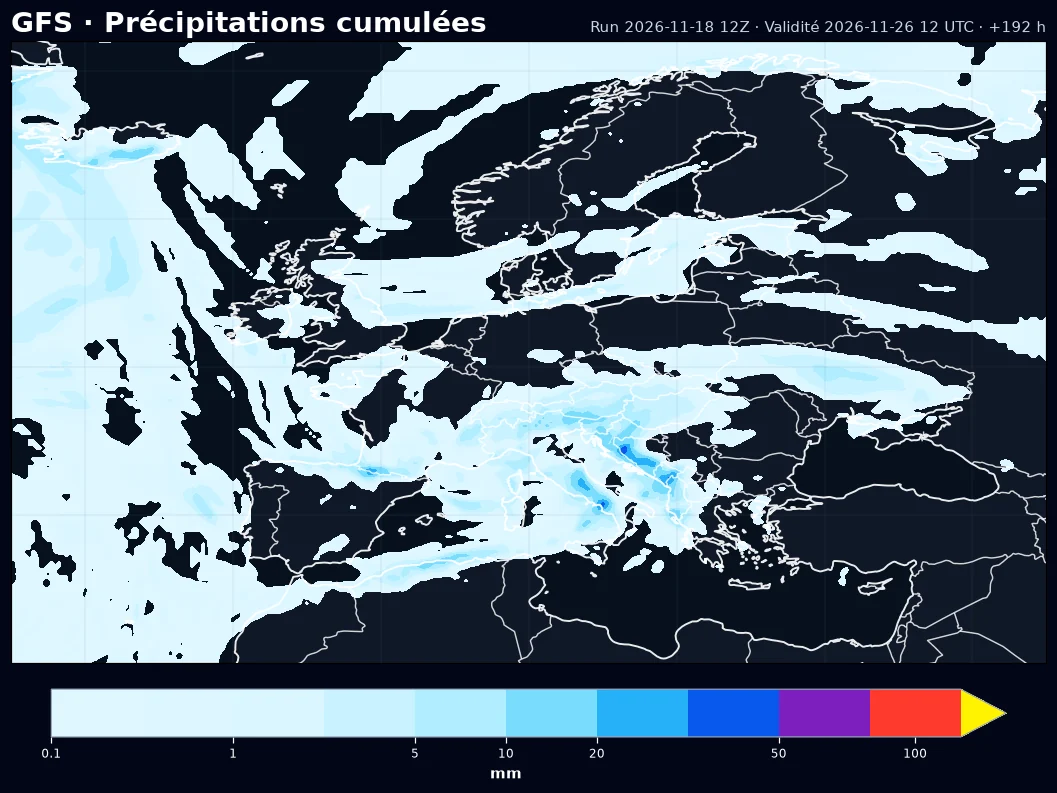 GFS · Précipitations cumulées
Run 2026-11-18 12Z · Validité 2026-11-26 12 UTC · +192 h
0.1 1 5 10 20 50 100
mm